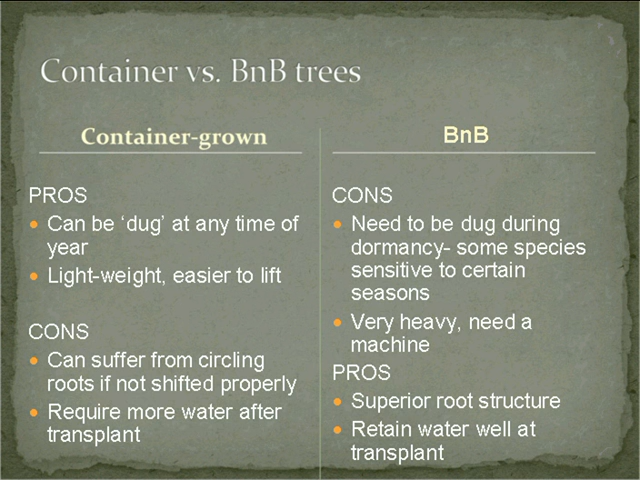 Container vs. BnB trees
Container-grown
PROS
Can be ‘dug’ at any time of
year
Light-weight, easier to lift
CONS
Can suffer from circling
roots if not shifted properly
Require more water after
transplant
BnB
CONS
Need to be dug during
dormancy- some species
sensitive to certain
seasons
Very heavy, need a
machine
PROS
Superior root structure
Retain water well at
transplant